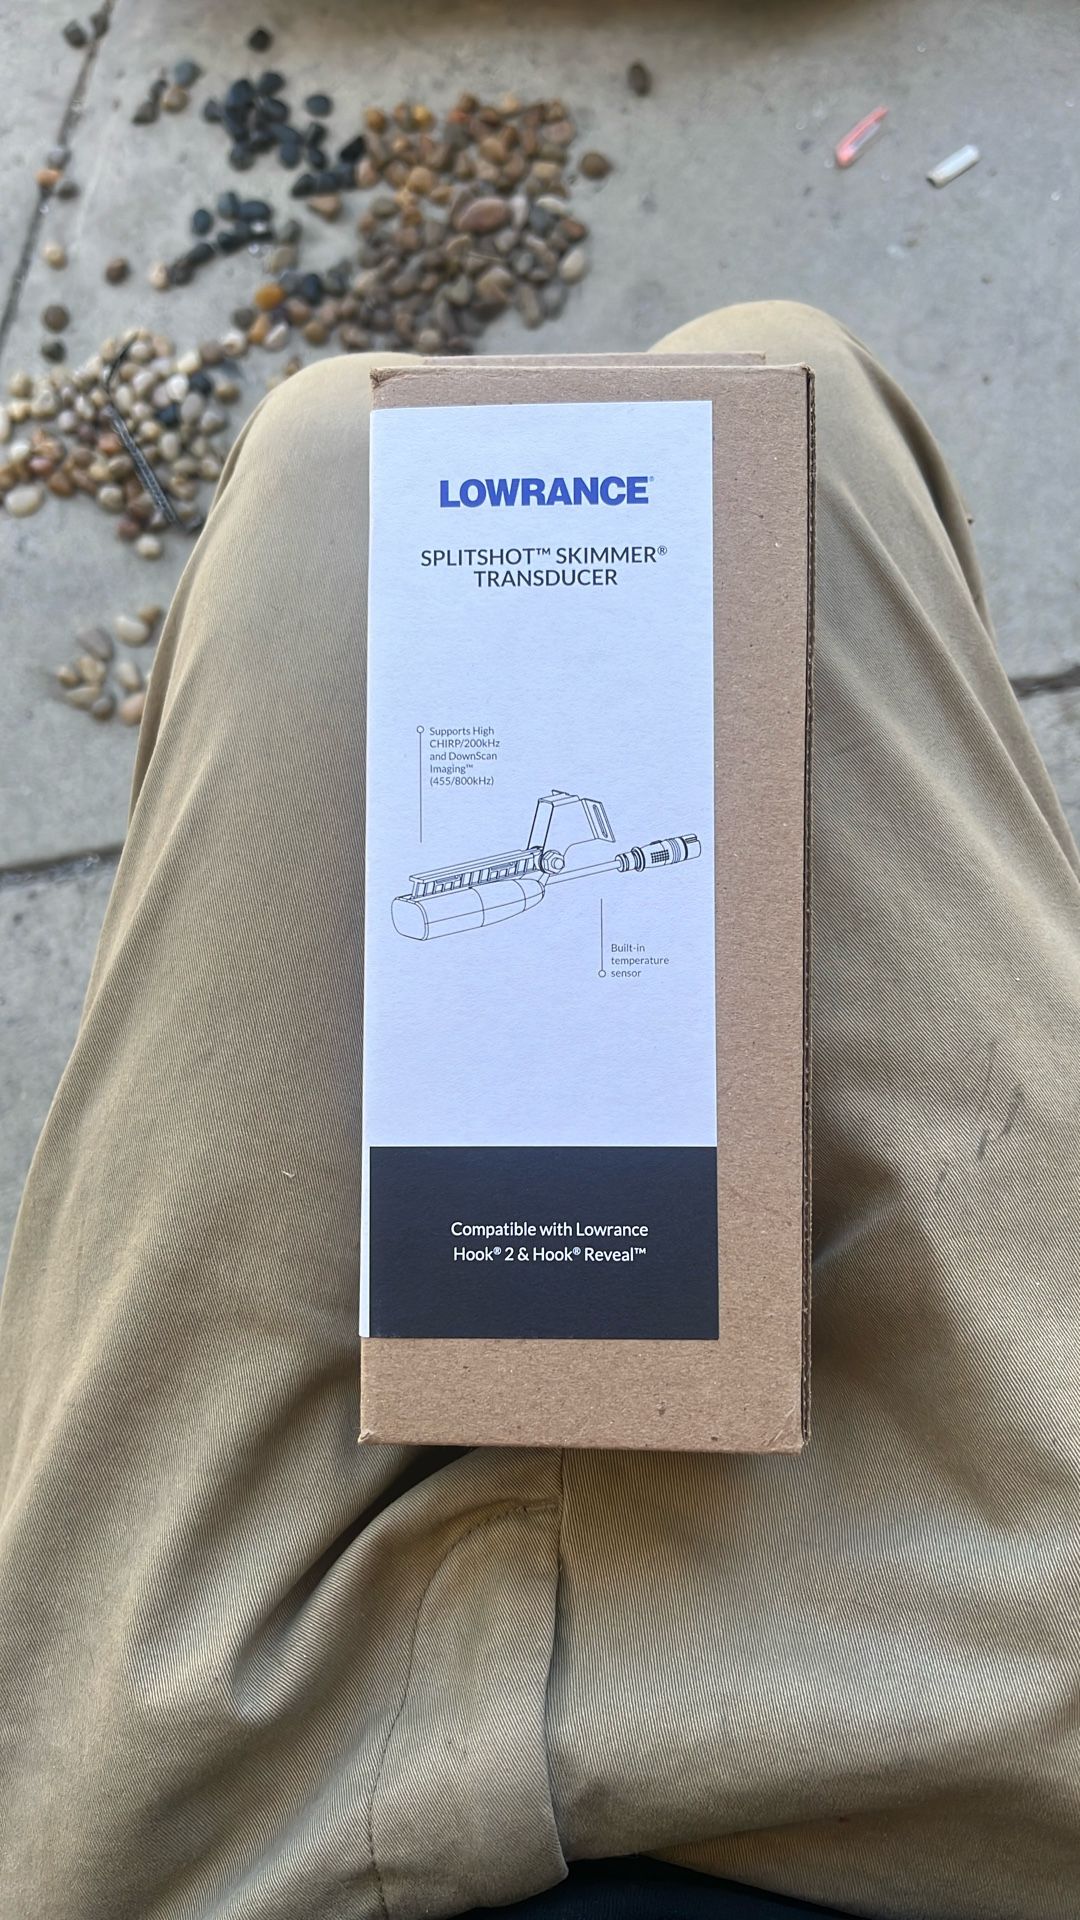 LOWRANCE®
SPLITSHOT™ SKIMMER®
TRANSDUCER
Supports High
CHIRP/200kHz
and DownScan
Imaging™
(455/800kHz)
Built-in
temperature
sensor
Compatible with Lowrance
Hook® 2 & Hook® Reveal™